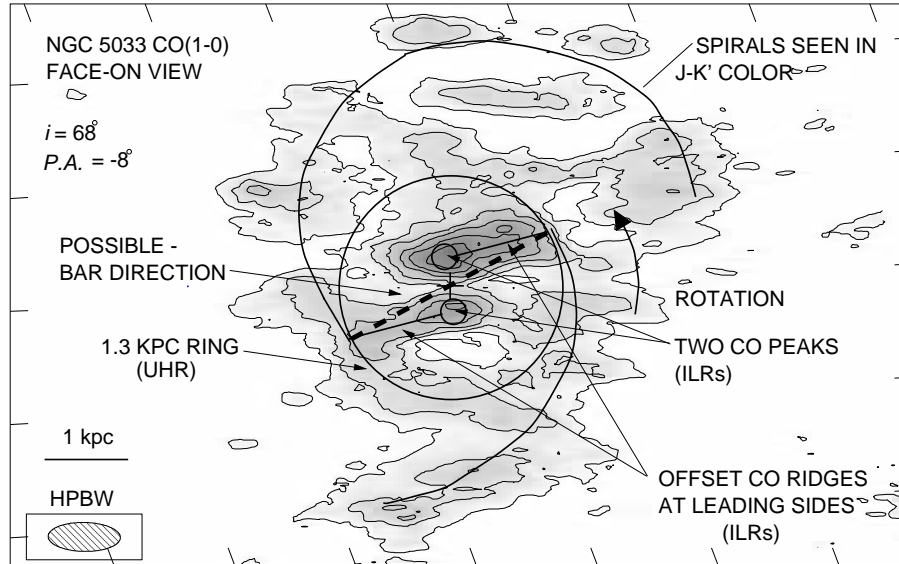 NGC 5033 CO(1-0)
FACE-ON VIEW
i = 68°
P.A. = -8°
SPIRALS SEEN IN
J-K' COLOR
POSSIBLE -
BAR DIRECTION
ROTATION
1.3 KPC RING
(UHR)
TWO CO PEAKS
(ILRs)
1 kpc
HPBW
OFFSET CO RIDGES
AT LEADING SIDES
(ILRs)